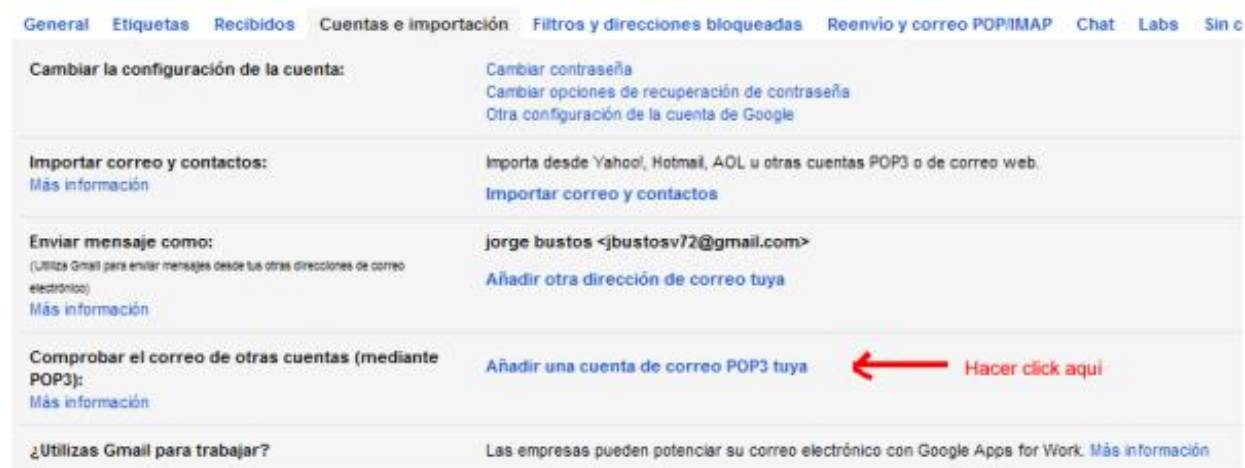 General Etiquetas Recibidos Cuentas e importación Filtros y direcciones bloqueadas Reenvío y correo POP/IMAP Chat Labs Sin c
Cambiar la configuración de la cuenta:
Cambiar contraseña
Cambiar opciones de recuperación de contraseña
Otra configuración de la cuenta de Google
Importar correo y contactos:
Más información
Importa desde Yahoo!, Hotmail, AOL u otras cuentas POP3 o de correo web.
Importar correo y contactos
Enviar mensaje como:
(Utiliza Gmail para enviar mensajes desde tus otras direcciones de correo
electrónico)
Más información
jorge bustos <jbustosv72@gmail.com>
Añadir otra dirección de correo tuya
Comprobar el correo de otras cuentas (mediante
POP3):
Más información
Añadir una cuenta de correo POP3 tuya
Hacer click aquí
¿Utilizas Gmail para trabajar?
Las empresas pueden potenciar su correo electrónico con Google Apps for Work. Más información